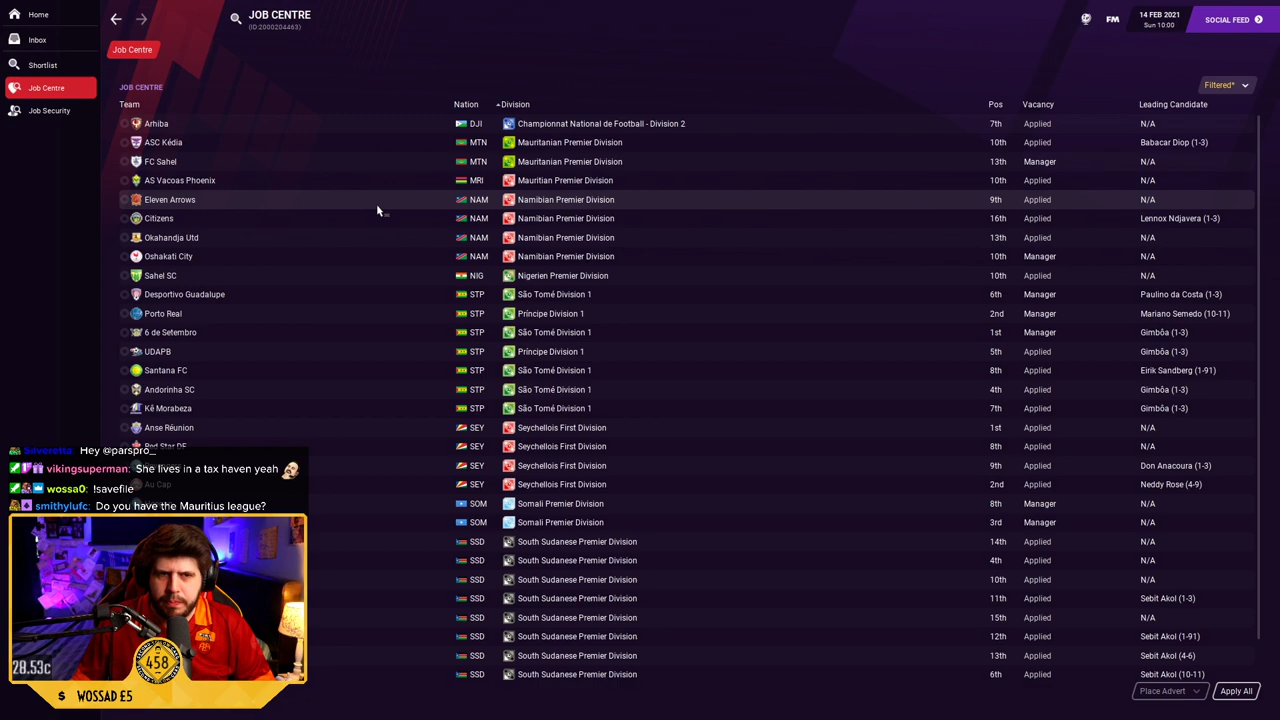 Home
Inbox
Shortlist
Job Centre
Job Security
JOB CENTRE
(ID:2000204463)
FM
14 FEB 2021
Sun 10:00
SOCIAL FEED
Job Centre
JOB CENTRE
Filtered*
Team Nation Division Pos Vacancy Leading Candidate
Arhiba DJI Championnat National de Football - Division 2 7th Applied N/A
ASC Kédia MTN Mauritanian Premier Division 10th Applied Babacar Diop (1-3)
FC Sahel MTN Mauritanian Premier Division 13th Manager N/A
AS Vacoas Phoenix MRI Mauritian Premier Division 10th Applied N/A
Eleven Arrows NAM Namibian Premier Division 9th Applied N/A
Citizens NAM Namibian Premier Division 16th Applied Lennox Ndjavera (1-3)
Okahandja Utd NAM Namibian Premier Division 13th Applied N/A
Oshakati City NAM Namibian Premier Division 10th Manager N/A
Sahel SC NIG Nigerien Premier Division 10th Applied N/A
Desportivo Guadalupe STP São Tomé Division 1 6th Manager Paulino da Costa (1-3)
Porto Real STP Príncipe Division 1 2nd Manager Mariano Semedo (10-11)
6 de Setembro STP São Tomé Division 1 1st Manager Gimbôa (1-3)
UDAPB STP Príncipe Division 1 5th Applied Gimbôa (1-3)
Santana FC STP São Tomé Division 1 8th Applied Eirik Sandberg (1-91)
Andorinha SC STP São Tomé Division 1 4th Applied Gimbôa (1-3)
Kê Morabeza STP São Tomé Division 1 7th Applied Gimbôa (1-3)
Anse Réunion SEY Seychellois First Division 1st Applied N/A
Red Star DF SEY Seychellois First Division 8th Applied N/A
SEY Seychellois First Division 9th Applied Don Anacoura (1-3)
Au Cap SEY Seychellois First Division 2nd Applied Neddy Rose (4-9)
SOM Somali Premier Division 8th Manager N/A
SOM Somali Premier Division 3rd Manager N/A
SSD South Sudanese Premier Division 14th Applied N/A
SSD South Sudanese Premier Division 4th Applied N/A
SSD South Sudanese Premier Division 10th Applied N/A
SSD South Sudanese Premier Division 11th Applied Sebit Akol (1-3)
SSD South Sudanese Premier Division 15th Applied N/A
SSD South Sudanese Premier Division 12th Applied Sebit Akol (1-91)
SSD South Sudanese Premier Division 13th Applied Sebit Akol (4-6)
SSD South Sudanese Premier Division 6th Applied Sebit Akol (10-11)
Place Advert
Apply All
Silveretta: Hey @parspro_
vikingsuperman: She lives in a tax haven yeah
wossa0: !savefile
smithylufc: Do you have the Mauritius league?
458
28.53c
$ WOSSAD £5